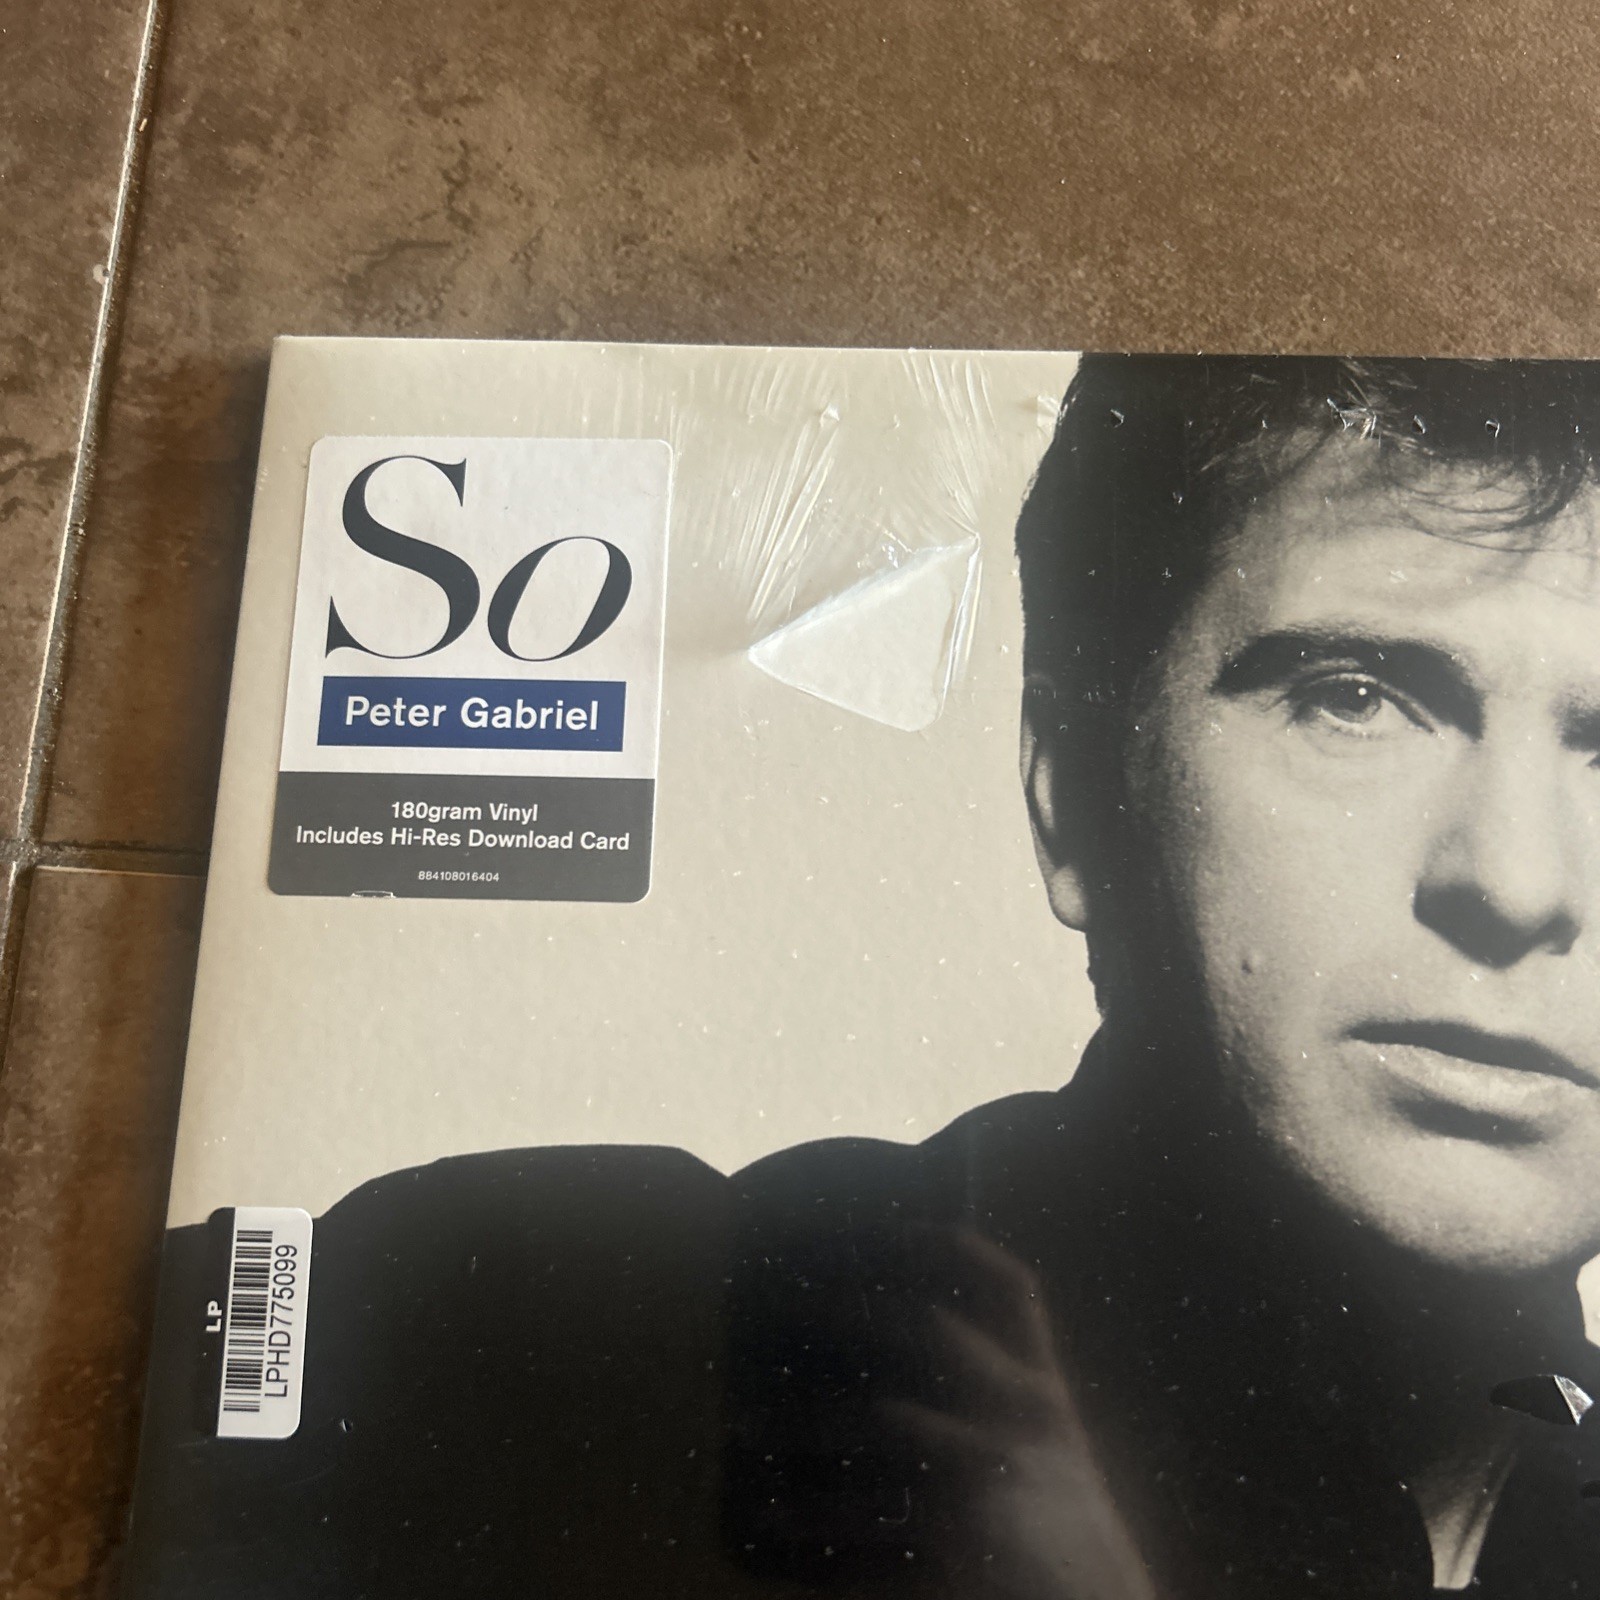 So
Peter Gabriel
180gram Vinyl
Includes Hi-Res Download Card
884108016404
LP
LPHD775099